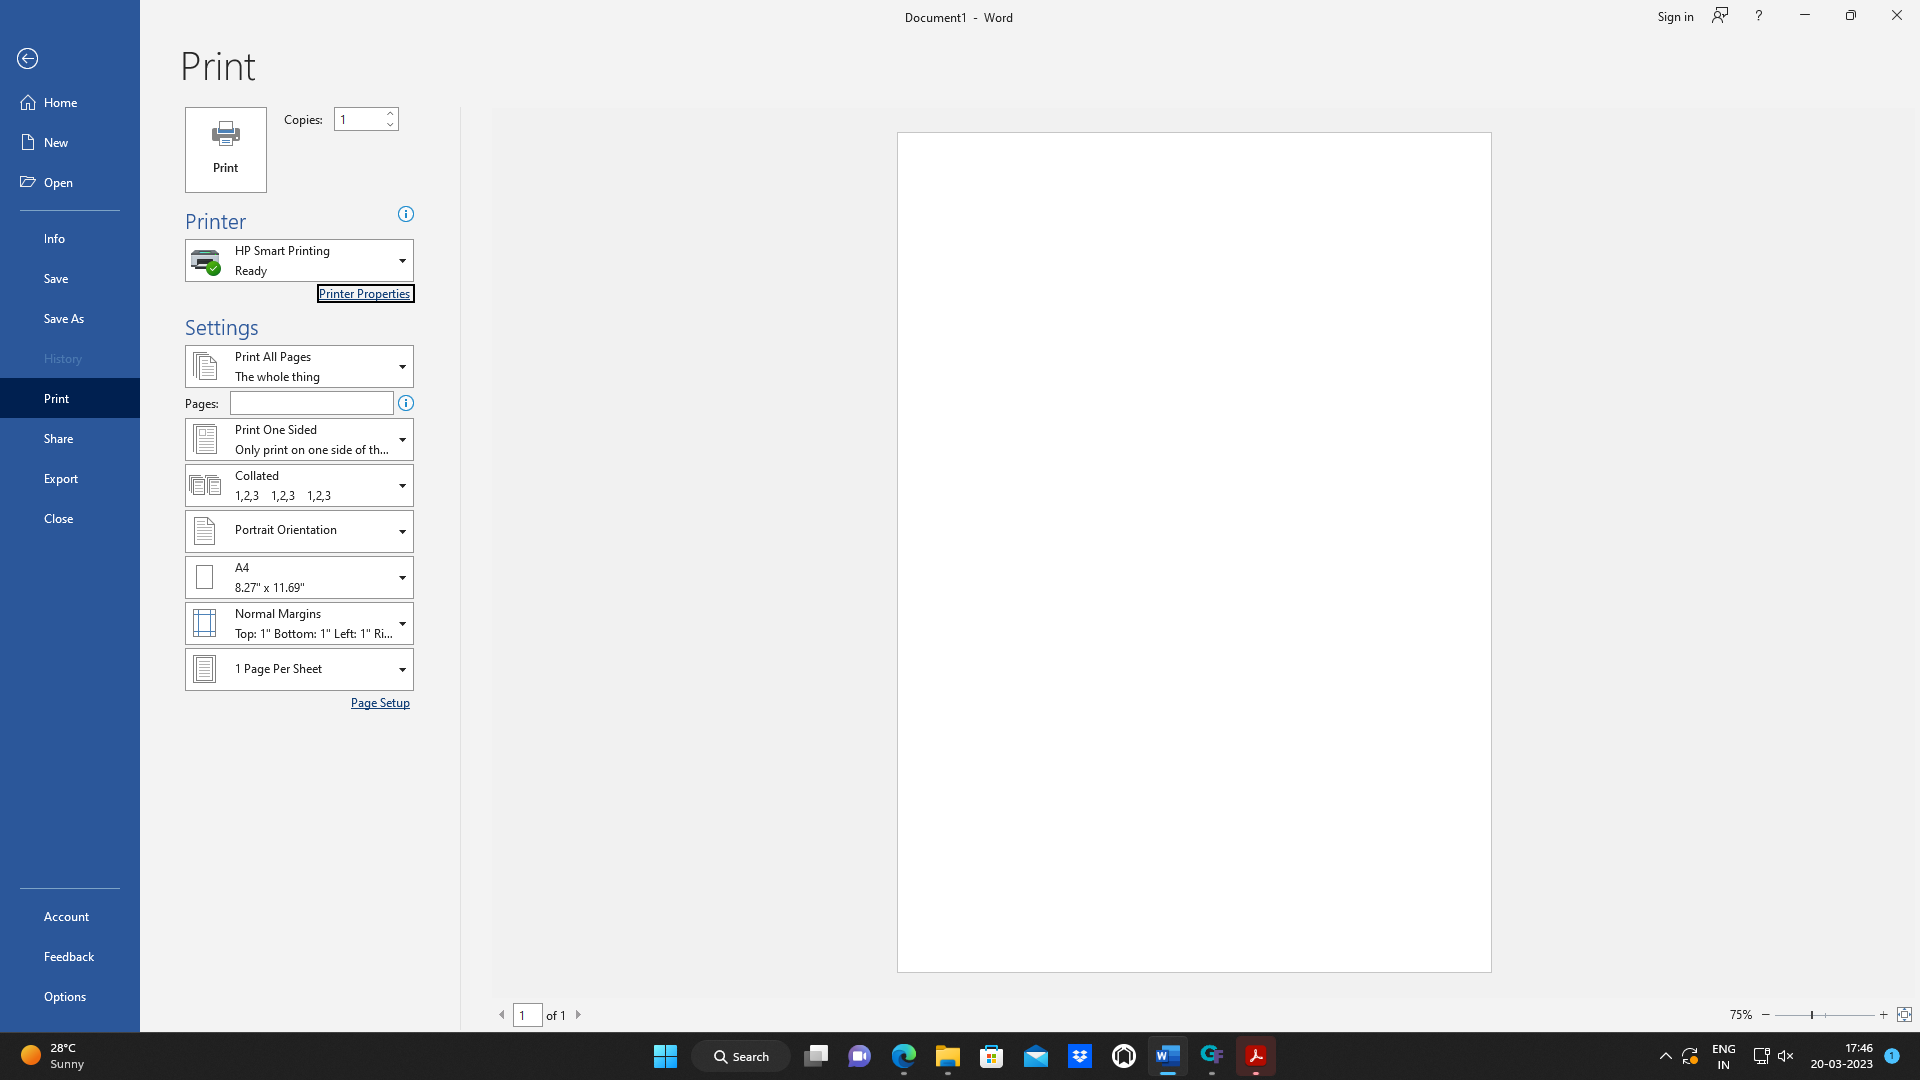 Document1 - Word
Sign in
?
Print
Home
New
Open
Info
Save
Save As
History
Print
Share
Export
Close
Account
Feedback
Options
Print
Copies: 1
Printer
HP Smart Printing
Ready
Printer Properties
Settings
Print All Pages
The whole thing
Pages:
Print One Sided
Only print on one side of th...
Collated
1,2,3 1,2,3 1,2,3
Portrait Orientation
A4
8.27" x 11.69"
Normal Margins
Top: 1" Bottom: 1" Left: 1" Ri...
1 Page Per Sheet
Page Setup
1 of 1
75%
28°C
Sunny
Search
ENG
IN
17:46
20-03-2023
1